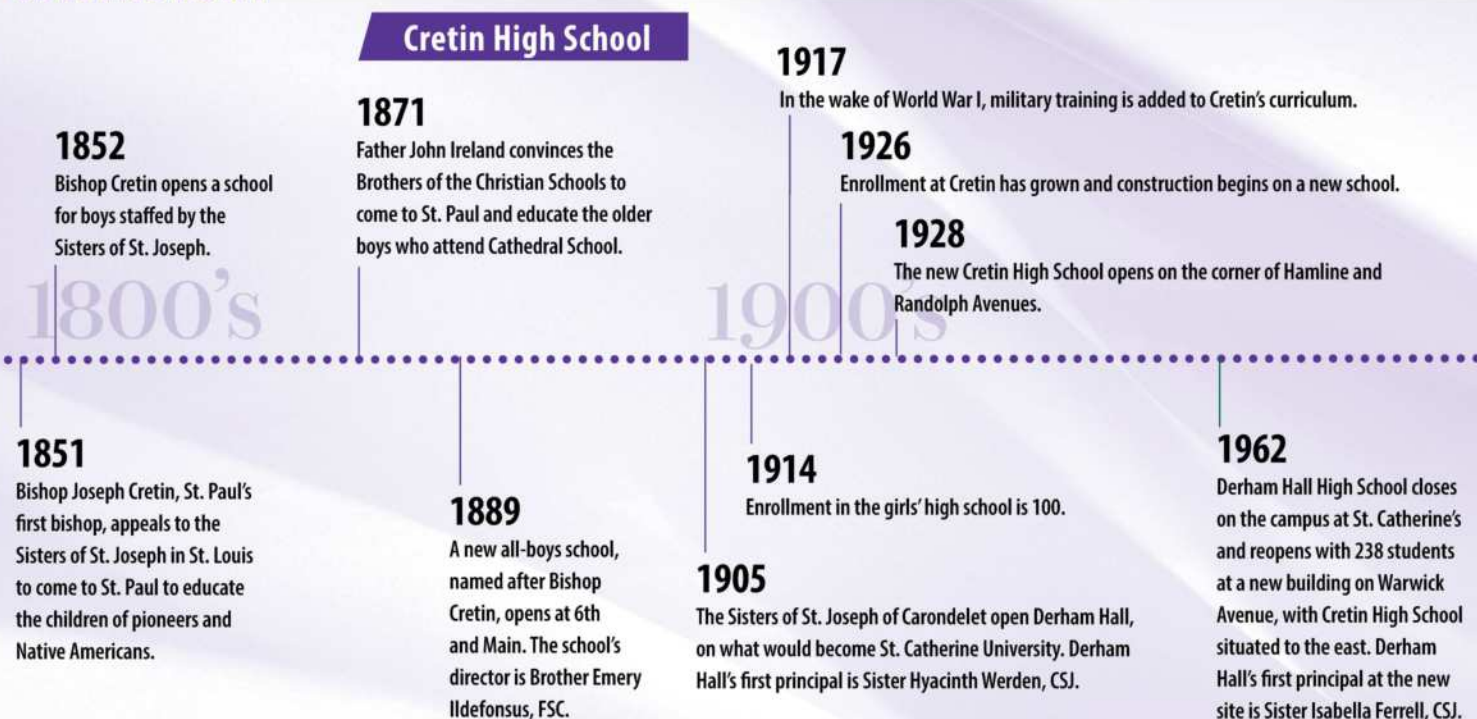 Cretin High School
1852
Bishop Cretin opens a school
for boys staffed by the
Sisters of St. Joseph.
1871
Father John Ireland convinces the
Brothers of the Christian Schools to
come to St. Paul and educate the older
boys who attend Cathedral School.
1917
In the wake of World War I, military training is added to Cretin's curriculum.
1926
Enrollment at Cretin has grown and construction begins on a new school.
1928
The new Cretin High School opens on the corner of Hamline and
Randolph Avenues.
1800's
1900's
1851
Bishop Joseph Cretin, St. Paul's
first bishop, appeals to the
Sisters of St. Joseph in St. Louis
to come to St. Paul to educate
the children of pioneers and
Native Americans.
1889
A new all-boys school,
named after Bishop
Cretin, opens at 6th
and Main. The school's
director is Brother Emery
Ildefonsus, FSC.
1905
The Sisters of St. Joseph of Carondelet open Derham Hall,
on what would become St. Catherine University. Derham
Hall's first principal is Sister Hyacinth Werden, CSJ.
1914
Enrollment in the girls' high school is 100.
1962
Derham Hall High School closes
on the campus at St. Catherine's
and reopens with 238 students
at a new building on Warwick
Avenue, with Cretin High School
situated to the east. Derham
Hall's first principal at the new
site is Sister Isabella Ferrell, CSJ.